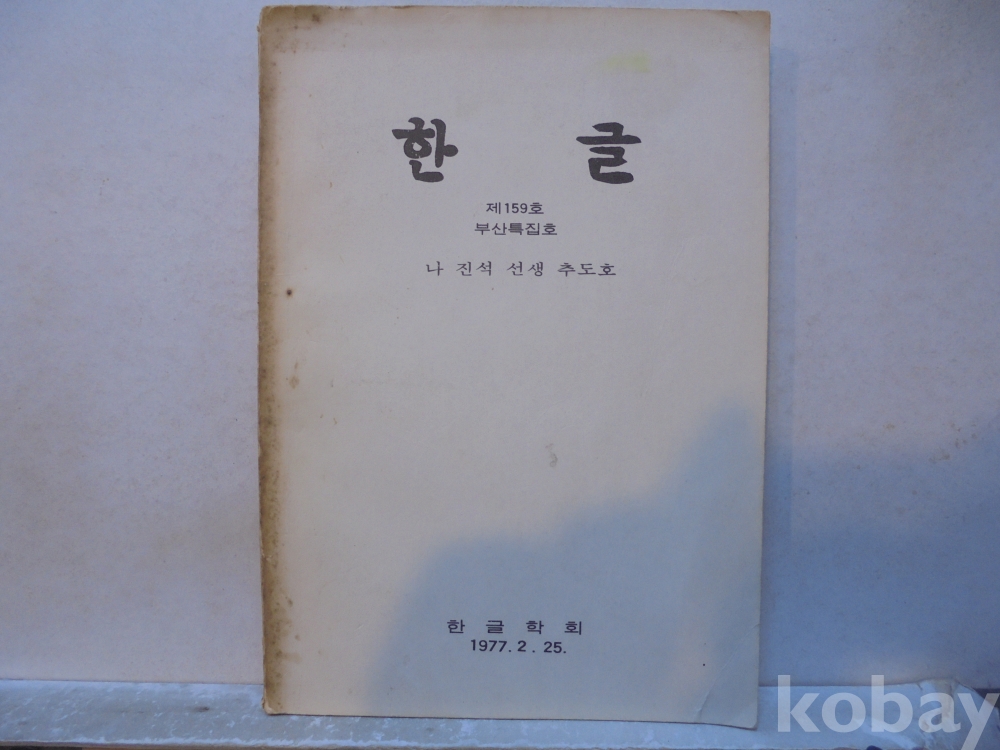 한 글
제159호
부산특집호
나 진석 선생 추도호
한 글 학 회
1977. 2. 25.
kobay